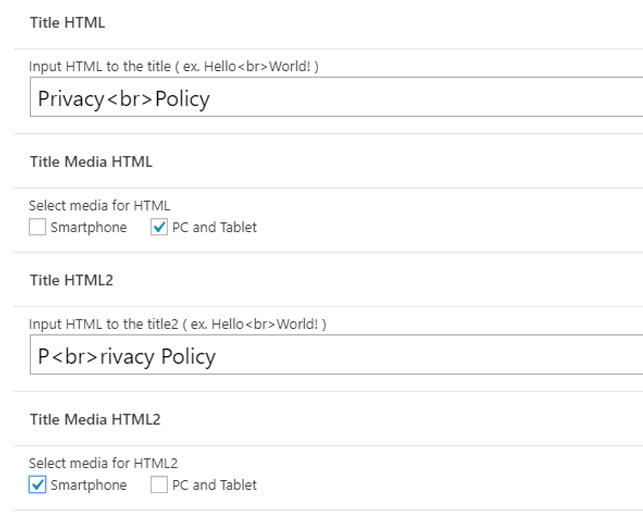 Title HTML
Input HTML to the title ( ex. Hello<br>World! )
Privacy<br>Policy
Title Media HTML
Select media for HTML
Smartphone PC and Tablet
Title HTML2
Input HTML to the title2 ( ex. Hello<br>World! )
P<br>rivacy Policy
Title Media HTML2
Select media for HTML2
Smartphone PC and Tablet